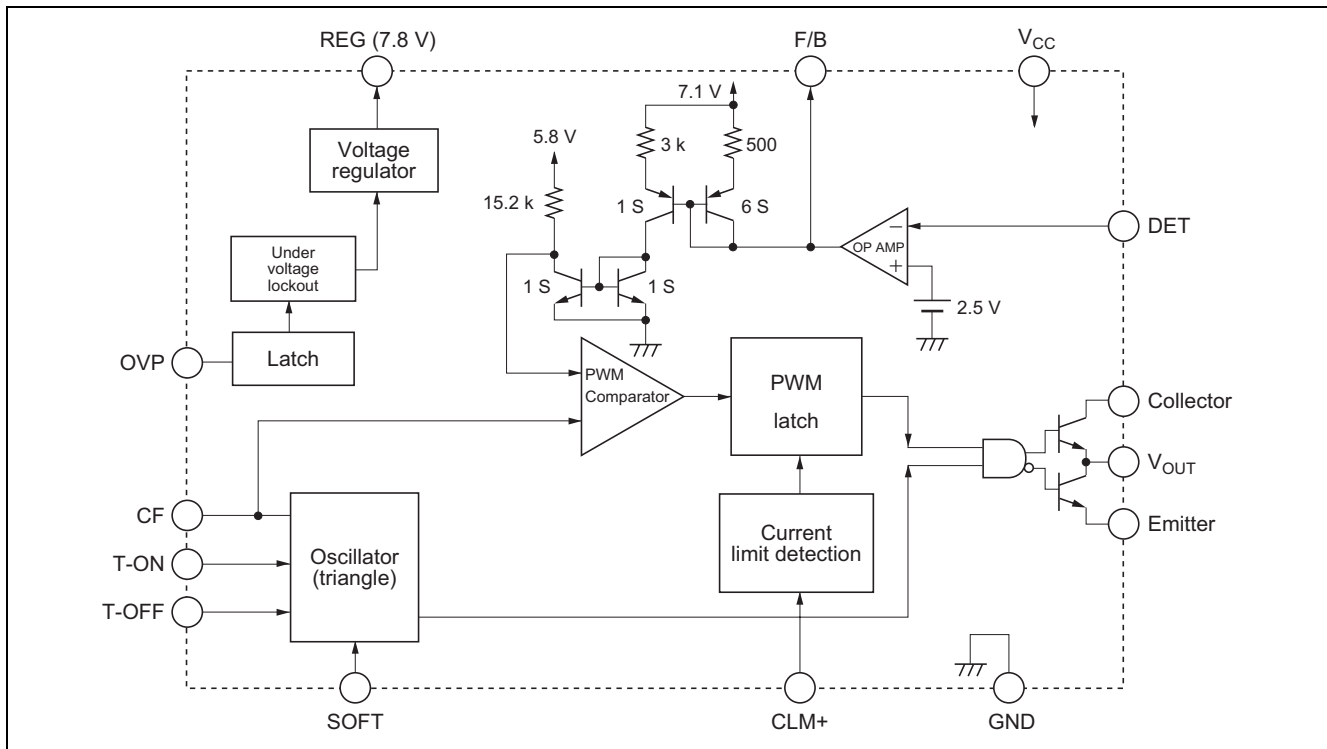 REG (7.8 V)
F/B
VCC
7.1 V
5.8 V
3 k
500
Voltage
regulator
15.2 k
1 S
6 S
OP AMP
−
+
DET
Under
voltage
lockout
1 S
1 S
2.5 V
OVP
Latch
PWM
Comparator
PWM
latch
Collector
VOUT
CF
Emitter
T-ON
Oscillator
(triangle)
Current
limit detection
T-OFF
SOFT
CLM+
GND